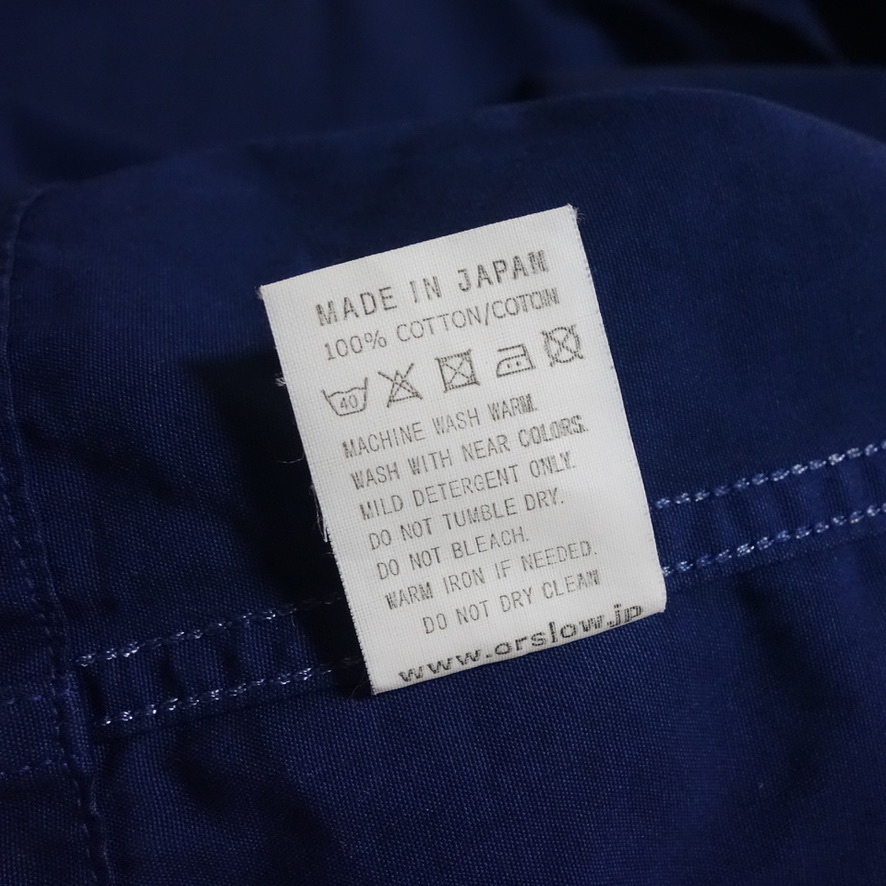 MADE IN JAPAN
100% COTTON/COTON
40
MACHINE WASH WARM.
WASH WITH NEAR COLORS.
MILD DETERGENT ONLY.
DO NOT TUMBLE DRY.
DO NOT BLEACH.
WARM IRON IF NEEDED.
DO NOT DRY CLEAN
www.orslow.jp